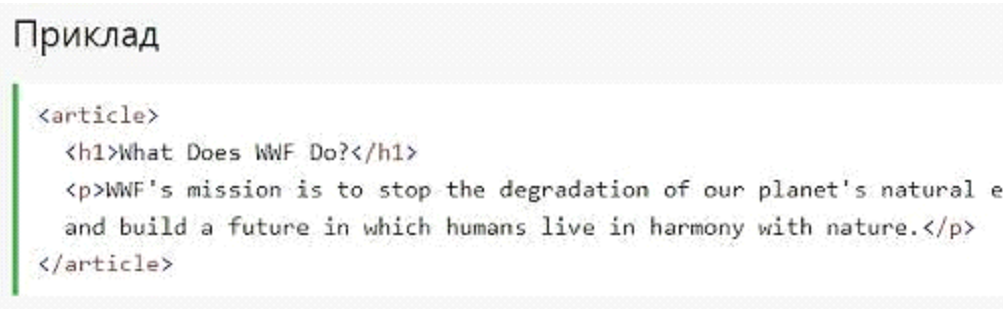 Приклад
<article>
<h1>What Does WWF Do?</h1>
<p>WWF's mission is to stop the degradation of our planet's natural
and build a future in which humans live in harmony with nature.</p>
</article>